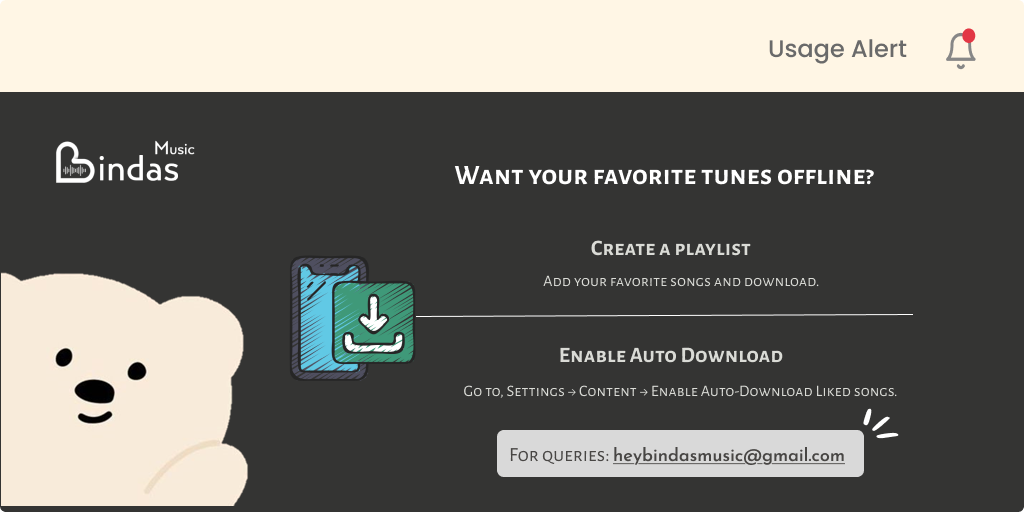 Usage Alert
Music
Bindas
WANT YOUR FAVORITE TUNES OFFLINE?
CREATE A PLAYLIST
ADD YOUR FAVORITE SONGS AND DOWNLOAD.
ENABLE AUTO DOWNLOAD
GO TO, SETTINGS → CONTENT → ENABLE AUTO-DOWNLOAD LIKED SONGS.
FOR QUERIES: heybindasmusic@gmail.com